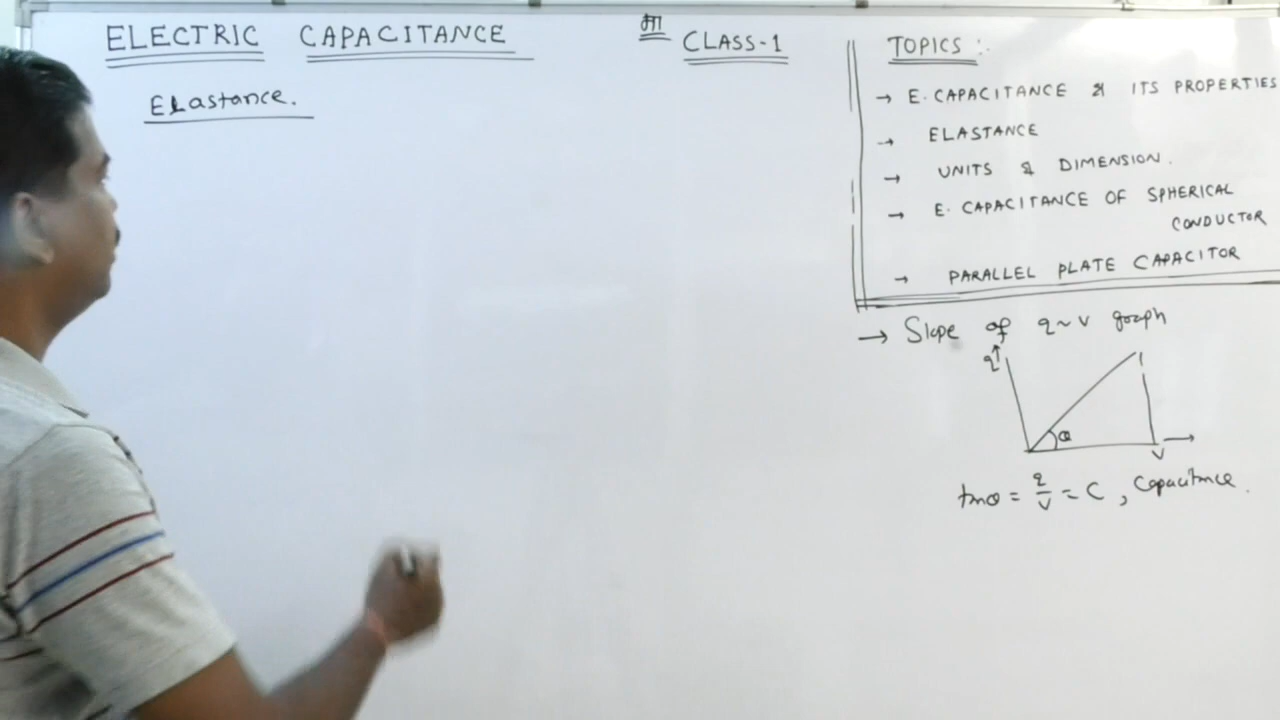 ELECTRIC CAPACITANCE
मा
CLASS-1
Elastance.
TOPICS :-
→ E. CAPACITANCE & ITS PROPERTIES
→ ELASTANCE
→ UNITS & DIMENSION.
→ E. CAPACITANCE OF SPHERICAL
CONDUCTOR
→ PARALLEL PLATE CAPACITOR
→ Slope of q~v graph
q↑
θ
→
v
tanθ = q/v = C, Capacitance.